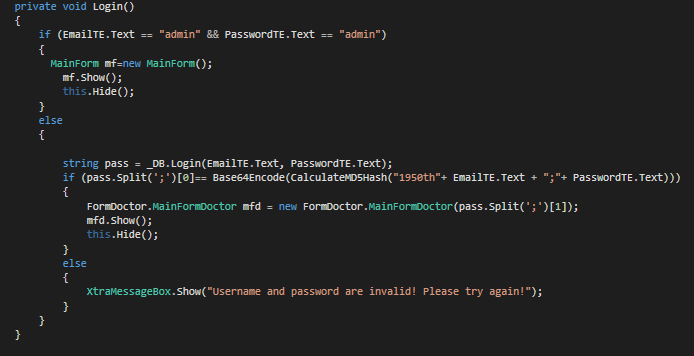 private void Login()
{
if (EmailTE.Text == "admin" && PasswordTE.Text == "admin")
{
MainForm mf=new MainForm();
mf.Show();
this.Hide();
}
else
{
string pass = _DB.Login(EmailTE.Text, PasswordTE.Text);
if (pass.Split(';')[0]== Base64Encode(CalculateMD5Hash("1950th"+ EmailTE.Text + ";"+ PasswordTE.Text)))
{
FormDoctor.MainFormDoctor mfd = new FormDoctor.MainFormDoctor(pass.Split(';')[1]);
mfd.Show();
this.Hide();
}
else
{
XtraMessageBox.Show("Username and password are invalid! Please try again!");
}
}
}